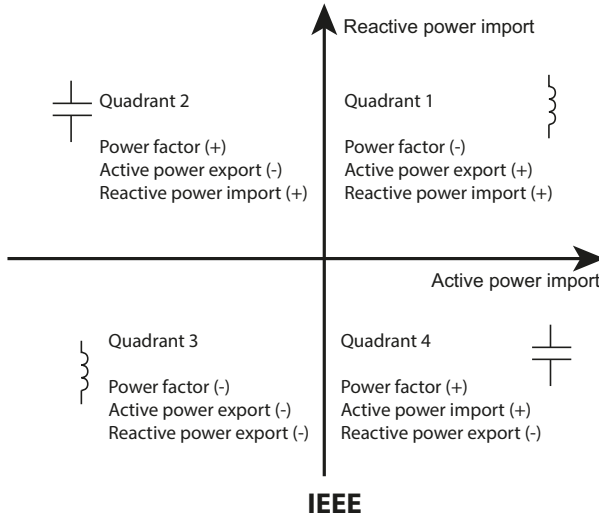 Reactive power import
Quadrant 2
Power factor (+)
Active power export (-)
Reactive power import (+)
Quadrant 1
Power factor (-)
Active power export (+)
Reactive power import (+)
Active power import
Quadrant 3
Power factor (-)
Active power export (-)
Reactive power export (-)
Quadrant 4
Power factor (+)
Active power import (+)
Reactive power export (-)
IEEE